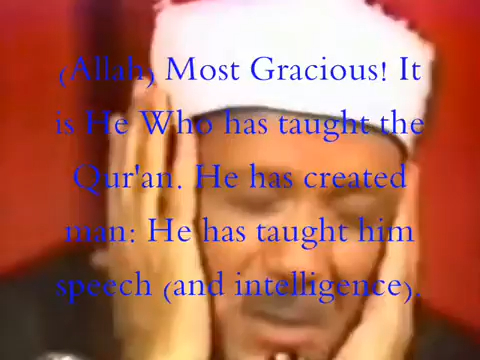 (Allah) Most Gracious! It
is He Who has taught the
Qur'an. He has created
man: He has taught him
speech (and intelligence).